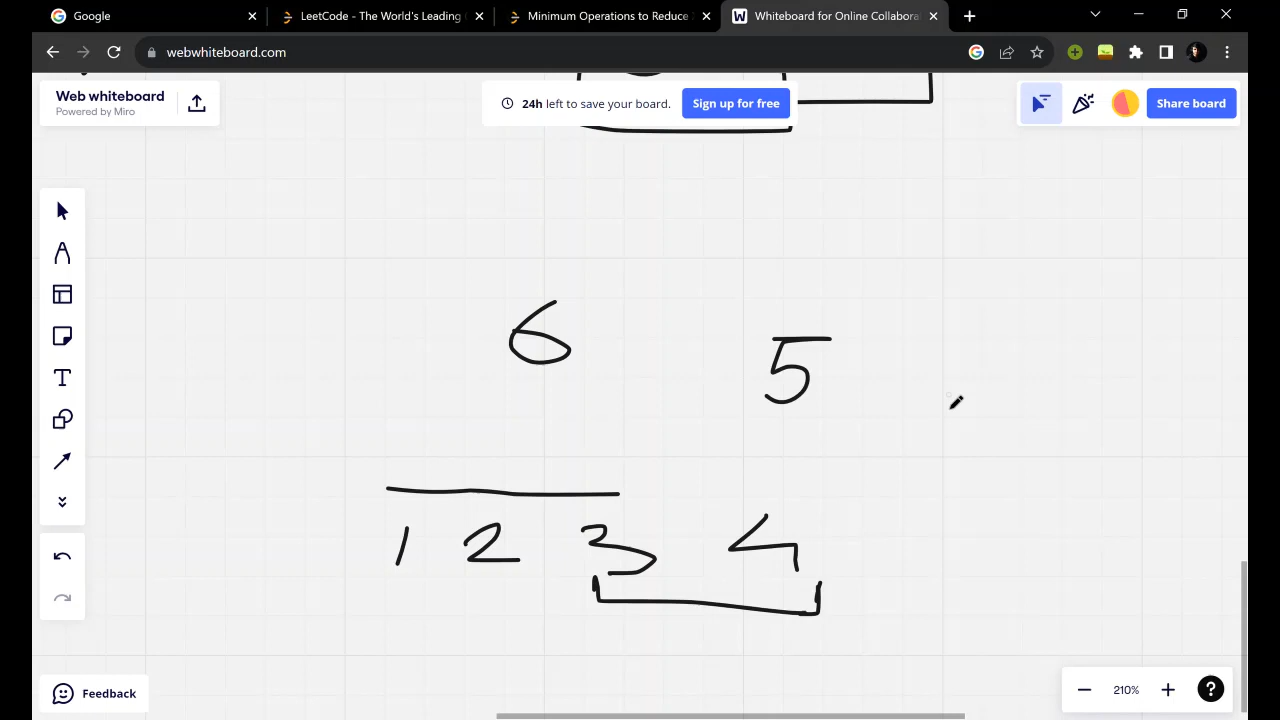 Google
LeetCode - The World's Leading
Minimum Operations to Reduce
Whiteboard for Online Collabora
webwhiteboard.com
Web whiteboard
Powered by Miro
24h left to save your board.
Sign up for free
Share board
6
5
1 2 3 4
Feedback
210%